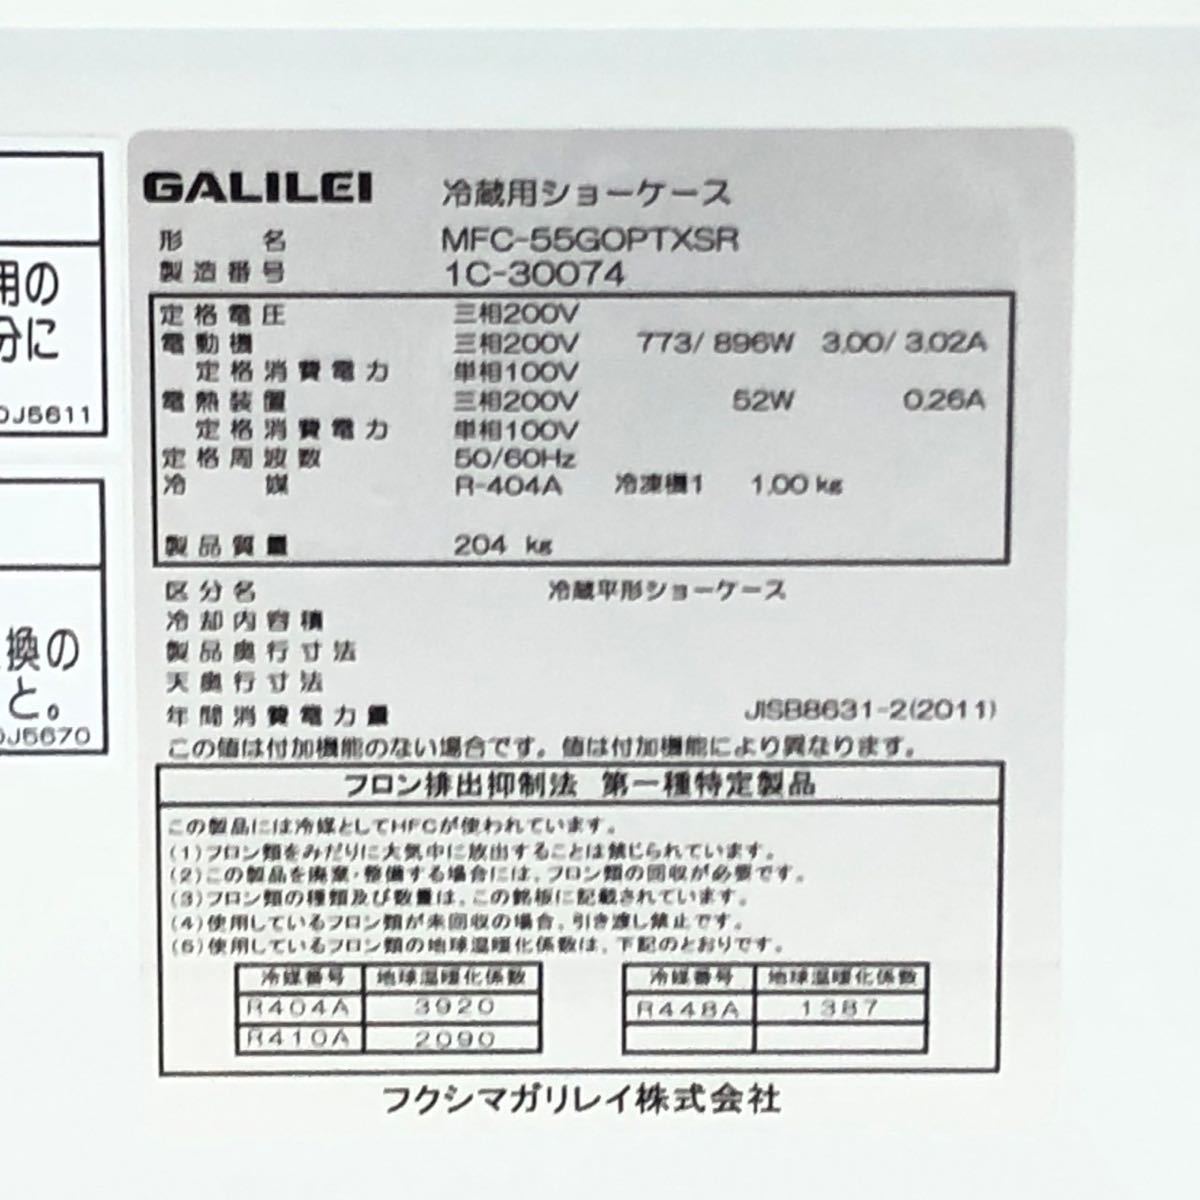 用の
分に
DJ5611
換の
と。
DJ5670
GALILEI 冷蔵用ショーケース
形名 MFC-55GOPTXSR
製造番号 1C-30074
定格電圧 三相200V
電動機 三相200V 773/ 896W 3.00/ 3.02A
定格消費電力 単相100V
電熱装置 三相200V 52W 0.26A
定格消費電力 単相100V
定格周波数 50/60Hz
冷媒 R-404A 冷凍機1 1.00 kg
製品質量 204 kg
区分名 冷蔵平形ショーケース
冷却内容積
製品奥行寸法
天奥行寸法
年間消費電力量 JISB8631-2(2011)
この値は付加機能のない場合です。値は付加機能により異なります。
フロン排出抑制法 第一種特定製品
この製品には冷媒としてHFCが使われています。
(1)フロン類をみだりに大気中に放出することは禁じられています。
(2)この製品を廃棄・整備する場合には、フロン類の回収が必要です。
(3)フロン類の種類及び数量は、この銘板に記載されています。
(4)使用しているフロン類が未回収の場合、引き渡し禁止です。
(5)使用しているフロン類の地球温暖化係数は、下記のとおりです。
冷媒番号 地球温暖化係数 冷媒番号 地球温暖化係数
R404A 3920 R448A 1387
R410A 2090
フクシマガリレイ株式会社